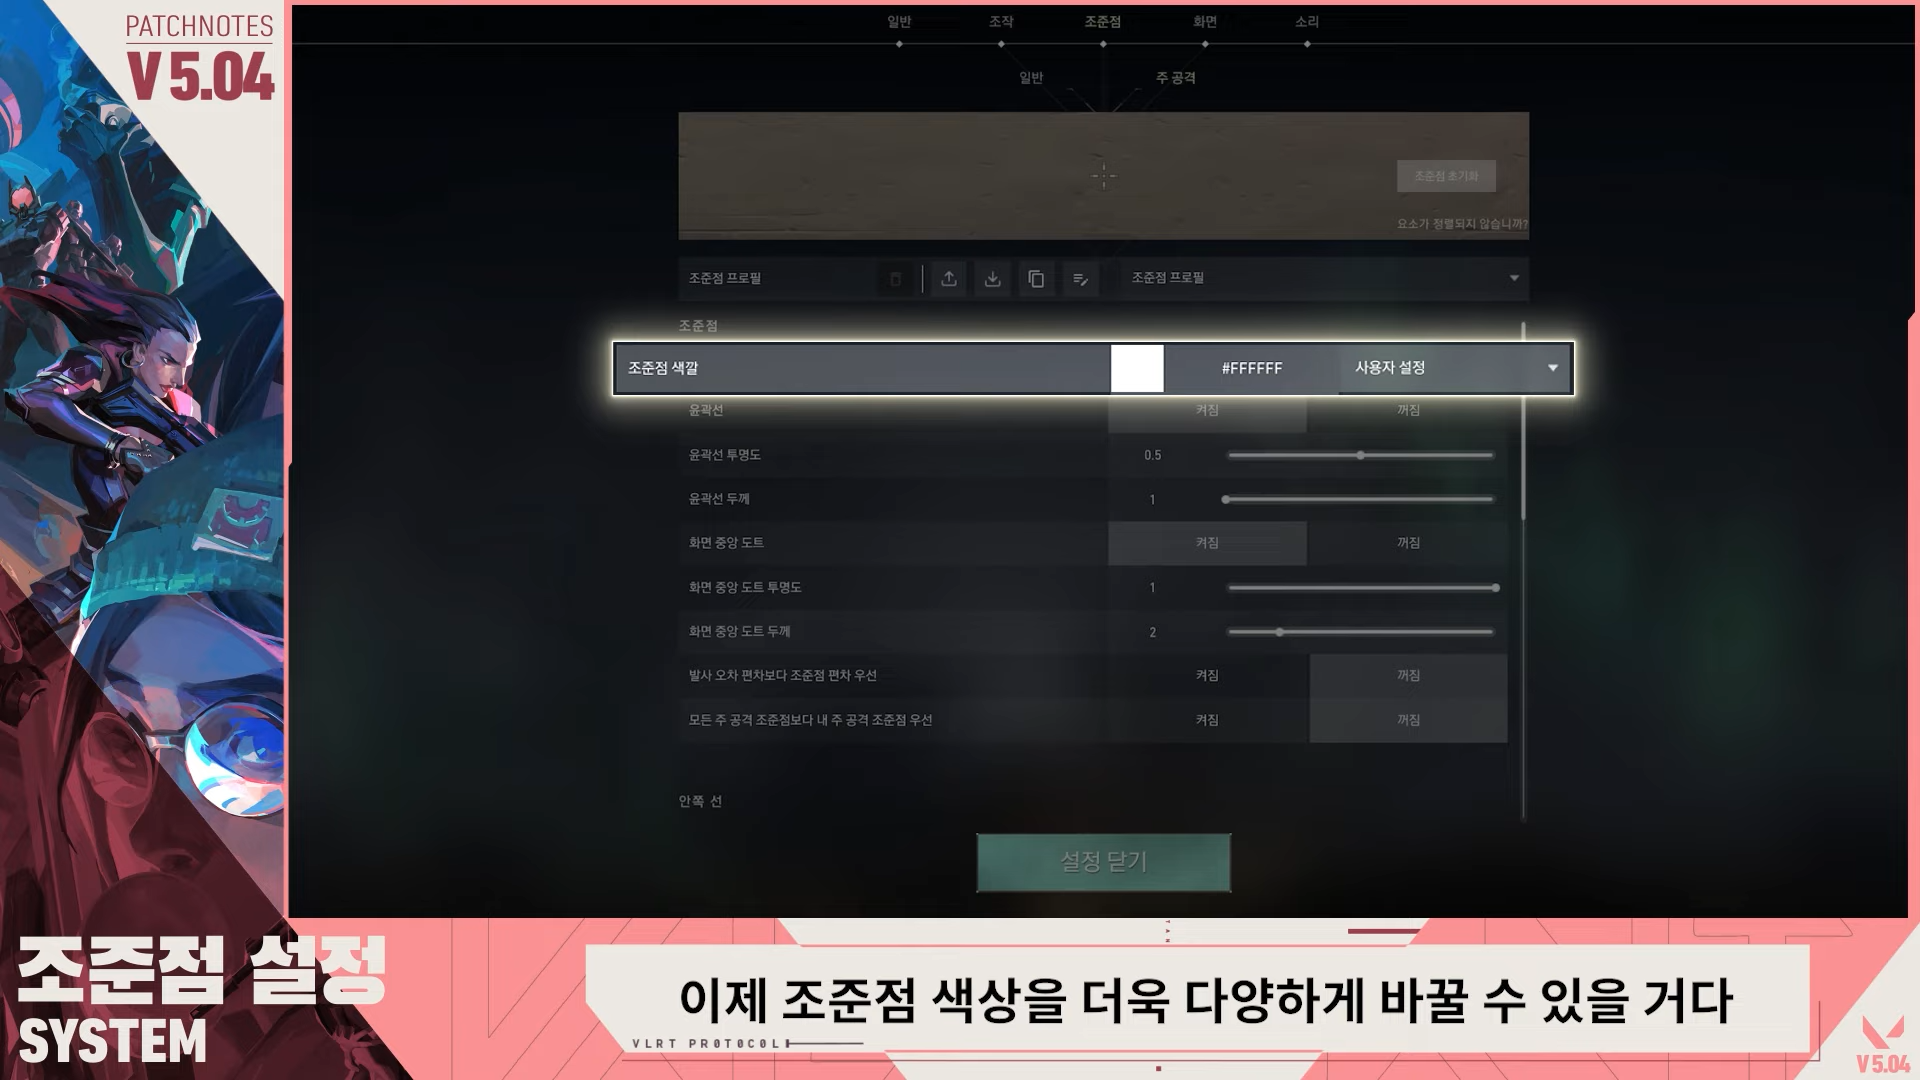 PATCHNOTES
V 5.04
일반 조작 조준점 화면 소리
일반 주 공격
조준점 초기화
요소가 정렬되지 않습니까?
조준점 프로필 조준점 프로필
조준점
조준점 색깔 #FFFFFF 사용자 설정
윤곽선 켜짐 꺼짐
윤곽선 투명도 0.5
윤곽선 두께 1
화면 중앙 도트 켜짐 꺼짐
화면 중앙 도트 투명도 1
화면 중앙 도트 두께 2
발사 오차 편차보다 조준점 편차 우선 켜짐 꺼짐
모든 주 공격 조준점보다 내 주 공격 조준점 우선 켜짐 꺼짐
안쪽 선
설정 닫기
조준점 설정
SYSTEM
이제 조준점 색상을 더욱 다양하게 바꿀 수 있을 거다
VLRT PR0T0C0L
V 5.04